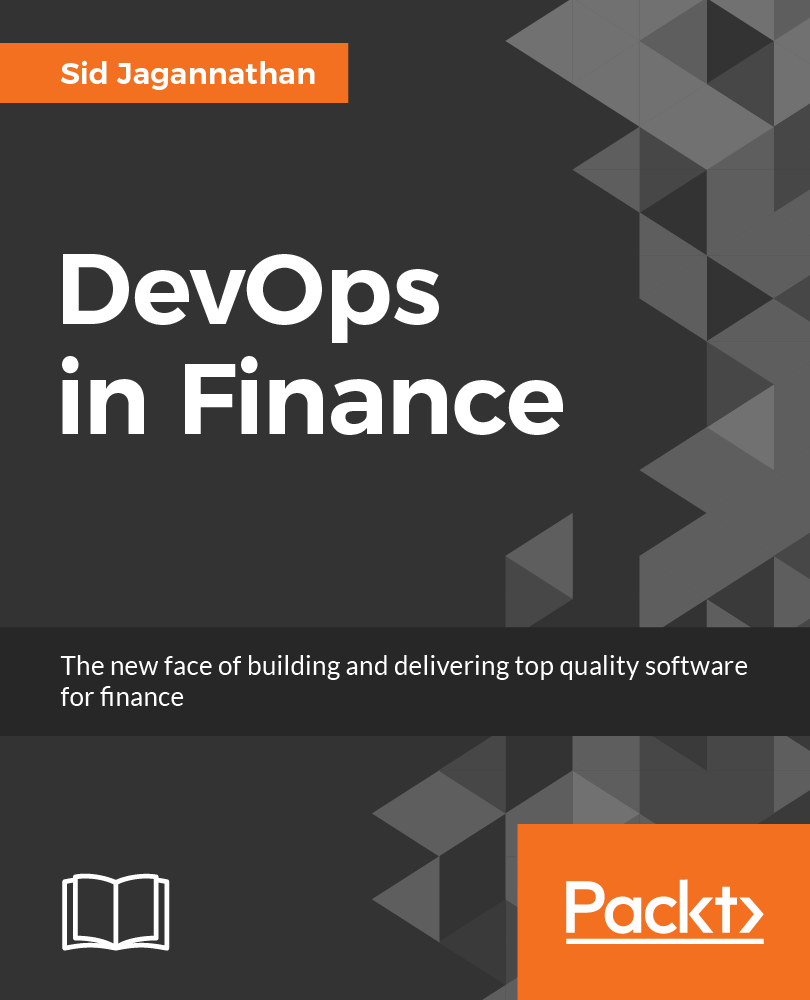 Sid Jagannathan
DevOps
in Finance
The new face of building and delivering top quality software
for finance
Packt